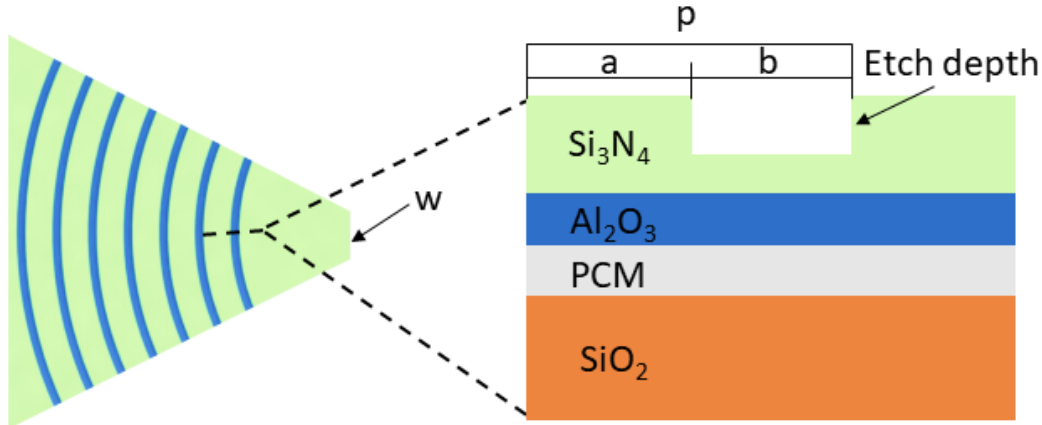 p
a
b
Etch depth
Si₃N₄
w
Al₂O₃
PCM
SiO₂